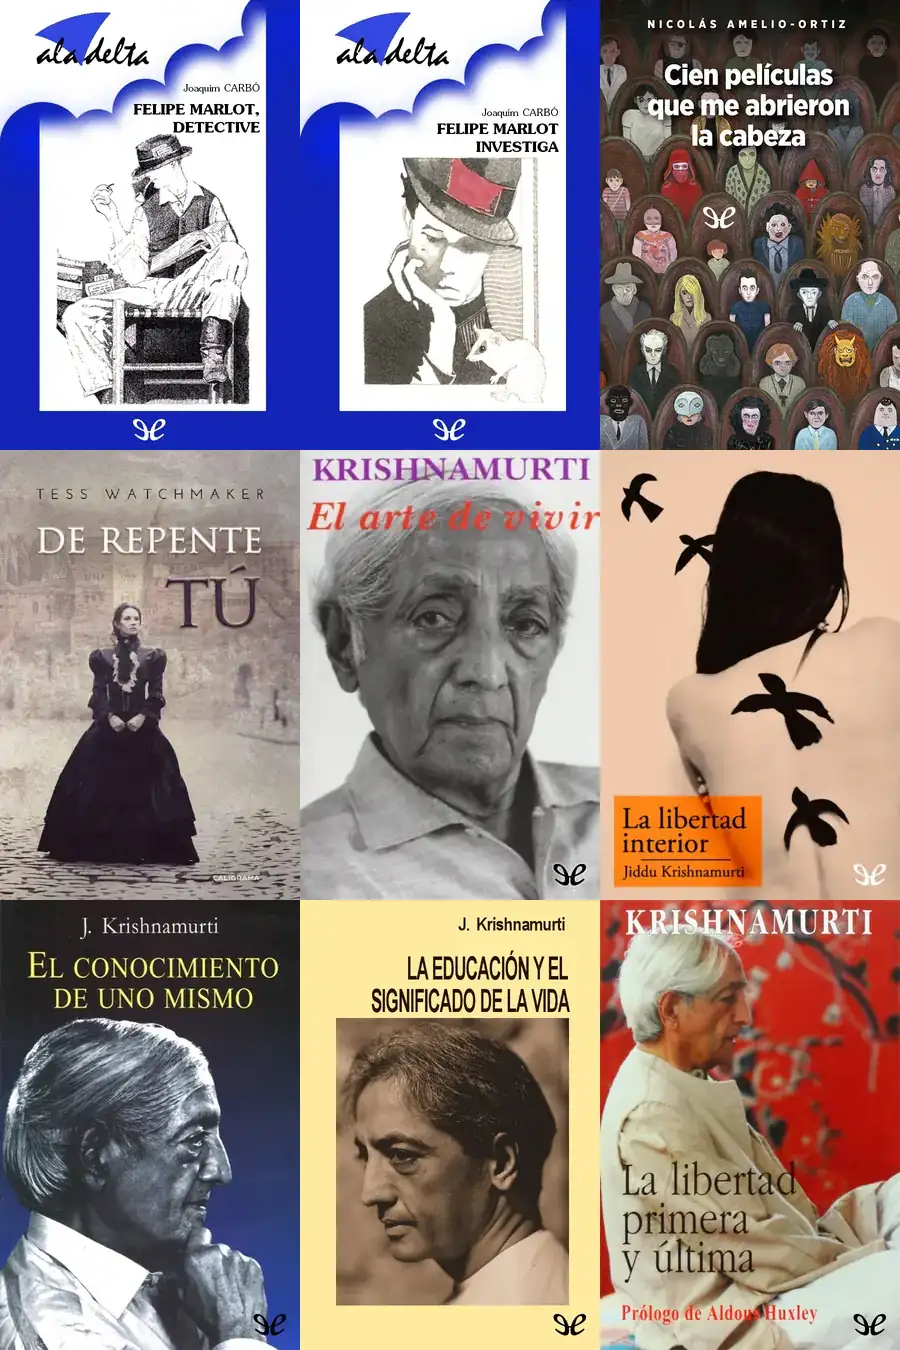 ala delta
Joaquim CARBÓ
FELIPE MARLOT,
DETECTIVE
ala delta
Joaquim CARBÓ
FELIPE MARLOT
INVESTIGA
NICOLÁS AMELIO-ORTIZ
Cien películas
que me abrieron
la cabeza
TESS WATCHMAKER
DE REPENTE
TÚ
CALIGRAMA
KRISHNAMURTI
El arte de vivir
La libertad
interior
Jiddu Krishnamurti
J. Krishnamurti
EL CONOCIMIENTO
DE UNO MISMO
J. Krishnamurti
LA EDUCACIÓN Y EL
SIGNIFICADO DE LA VIDA
KRISHNAMURTI
La libertad
primera
y última
Prólogo de Aldous Huxley